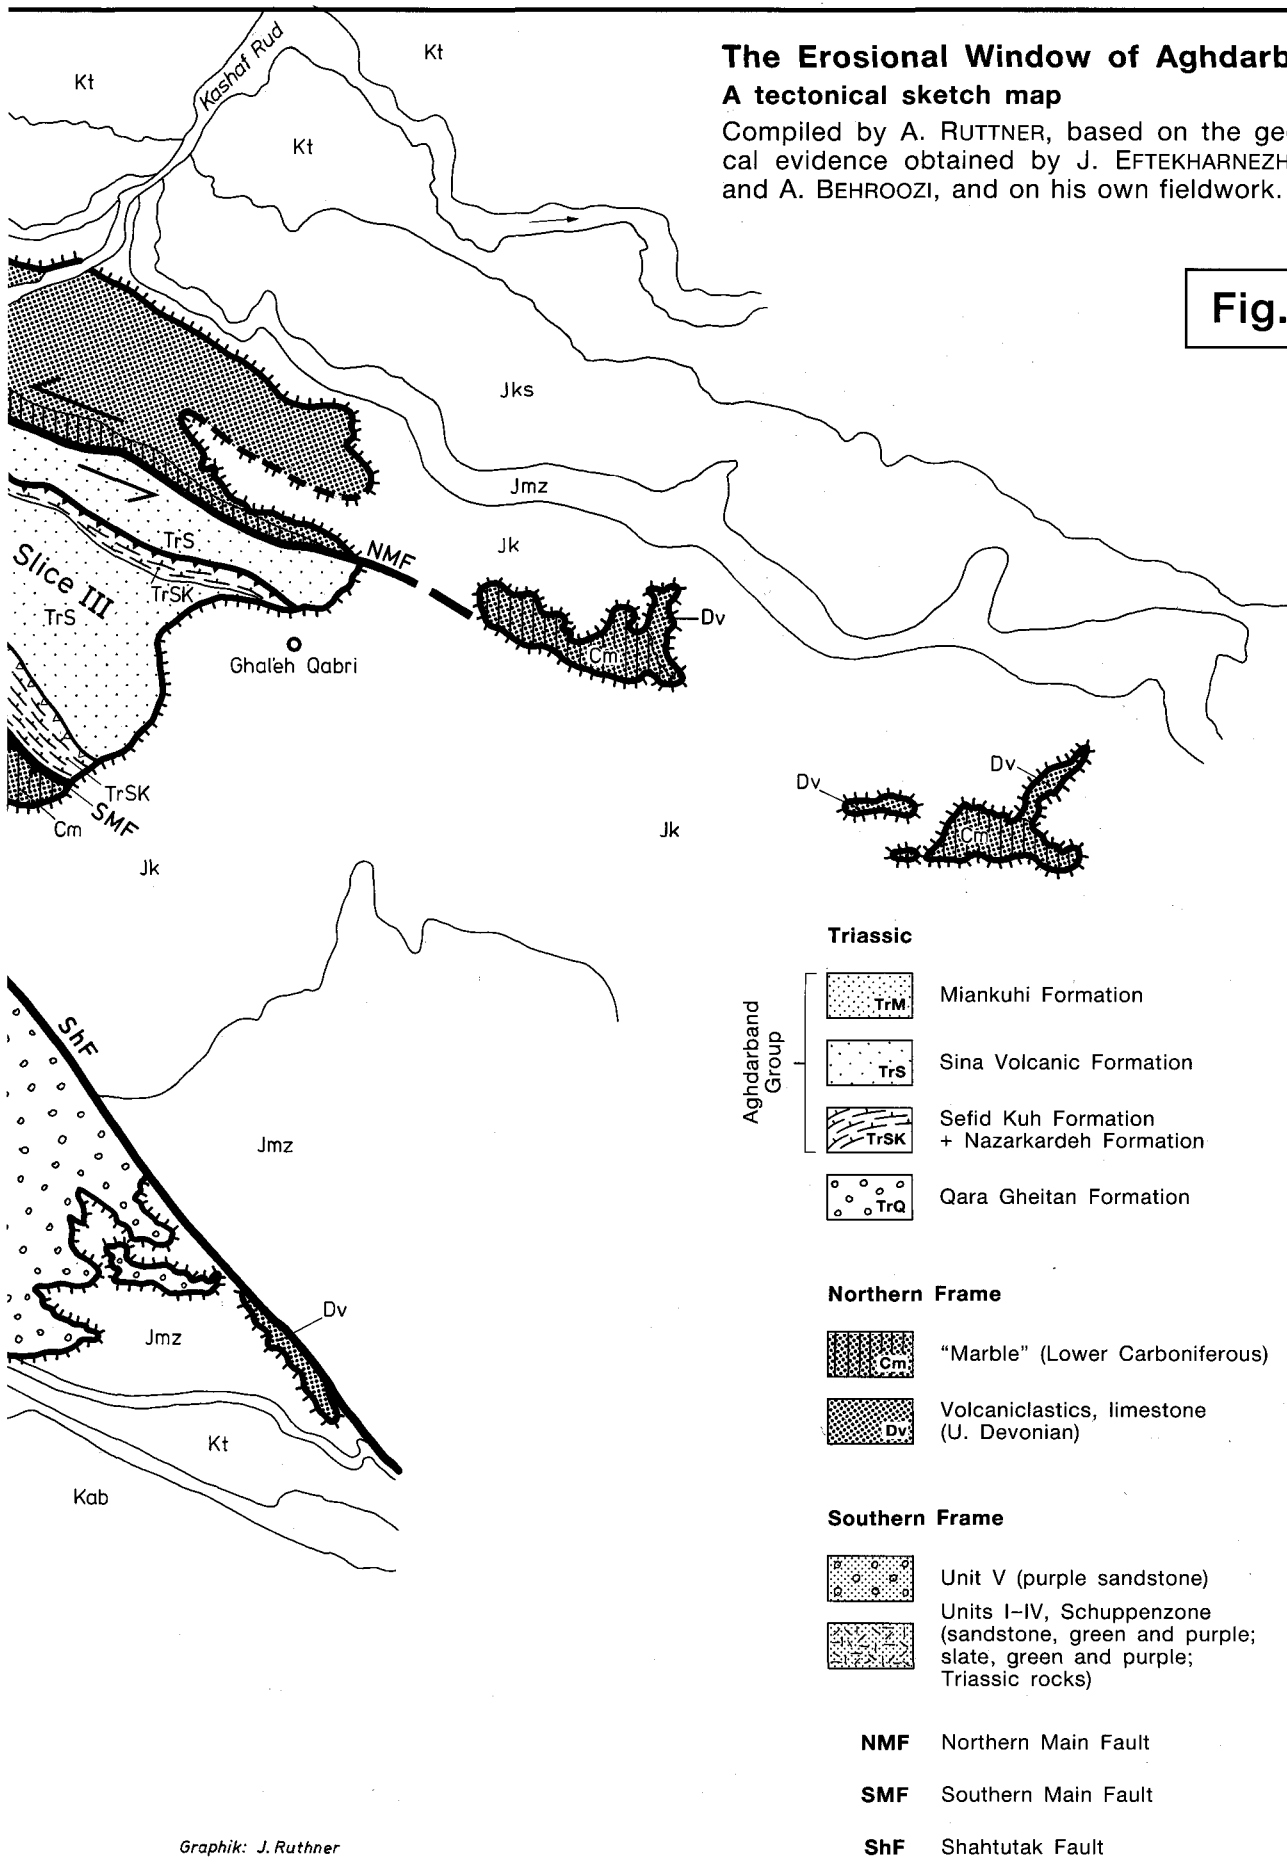 The Erosional Window of Aghdarb
A tectonical sketch map
Compiled by A. RUTTNER, based on the geo
cal evidence obtained by J. EFTEKHARNEZH
and A. BEHROOZI, and on his own fieldwork.
Fig.
Kt
Kashaf Rud
Kt
Kt
Jks
Jmz
Jk
NMF
TrS
TrSK
Slice III
TrS
Ghal'eh Qabri
Dv
Cm
TrSK
SMF
Cm
Jk
Jk
Dv
Dv
Cm
ShF
Jmz
Dv
Jmz
Kt
Kab
Triassic
Aghdarband
Group
TrM Miankuhi Formation
TrS Sina Volcanic Formation
TrSK Sefid Kuh Formation
+ Nazarkardeh Formation
TrQ Qara Gheitan Formation
Northern Frame
Cm “Marble” (Lower Carboniferous)
Dv Volcaniclastics, limestone
(U. Devonian)
Southern Frame
Unit V (purple sandstone)
Units I–IV, Schuppenzone
(sandstone, green and purple;
slate, green and purple;
Triassic rocks)
NMF Northern Main Fault
SMF Southern Main Fault
ShF Shahtutak Fault
Graphik: J. Ruthner